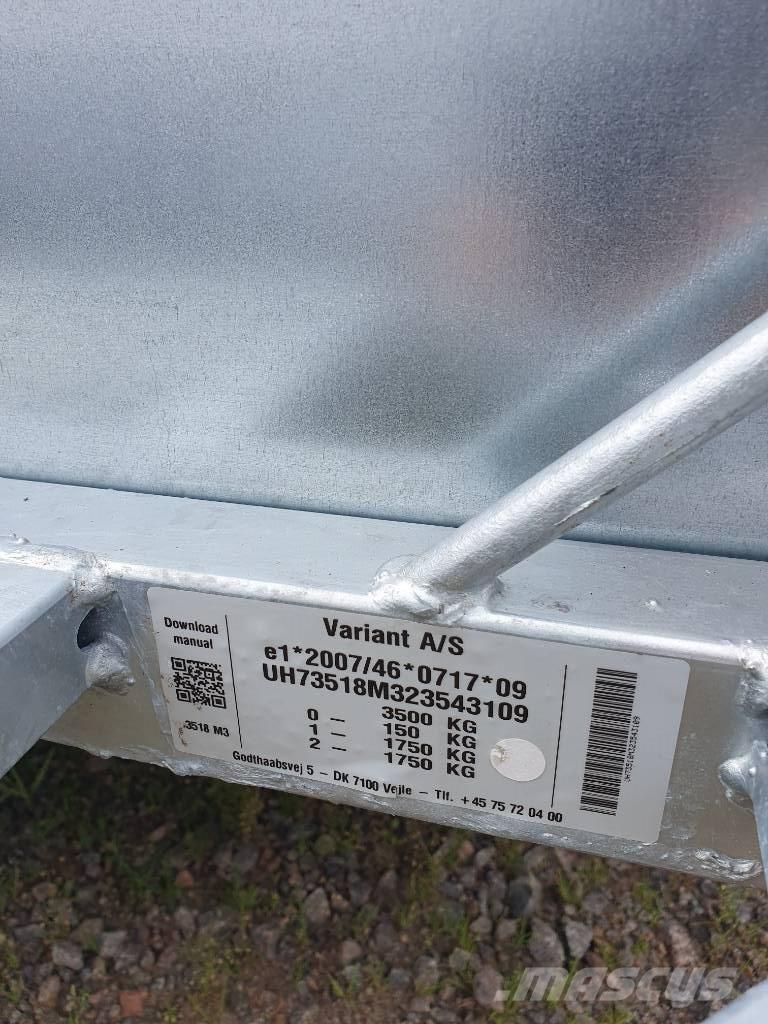 Download
manual
3518 M3
Variant A/S
e1*2007/46*0717*09
UH73518M323543109
3500 KG
0 – 150 KG
1 – 1750 KG
2 – 1750 KG
Godthaabsvej 5 – DK 7100 Vejle – Tlf. +45 75 72 04 00
UH73518M323543109
MASCUS